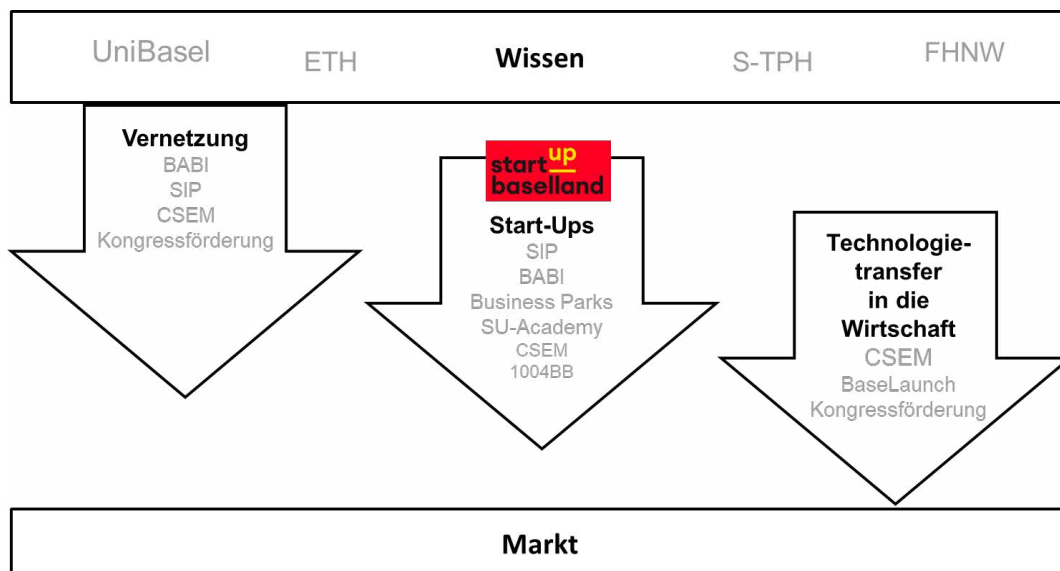 UniBasel
ETH
Wissen
S-TPH
FHNW
Vernetzung
BABI
SIP
CSEM
Kongressförderung
start up
baselland
Start-Ups
SIP
BABI
Business Parks
SU-Academy
CSEM
1004BB
Technologie-
transfer
in die
Wirtschaft
CSEM
BaseLaunch
Kongressförderung
Markt